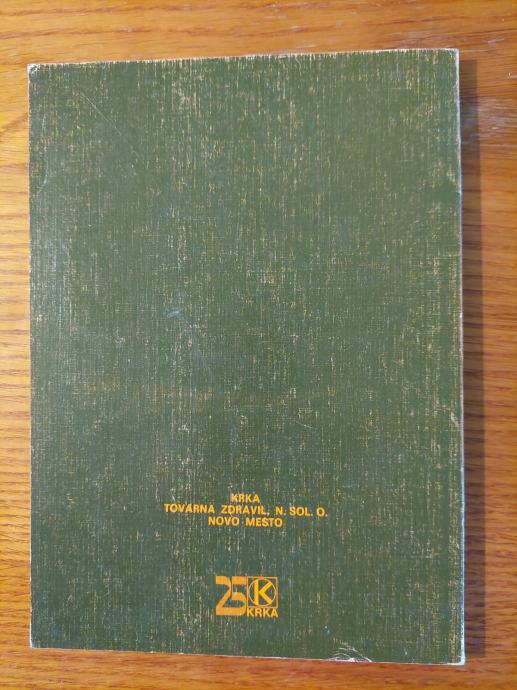 KRKA
TOVARNA ZDRAVIL, N. SOL. O.
NOVO MESTO
25 K
KRKA